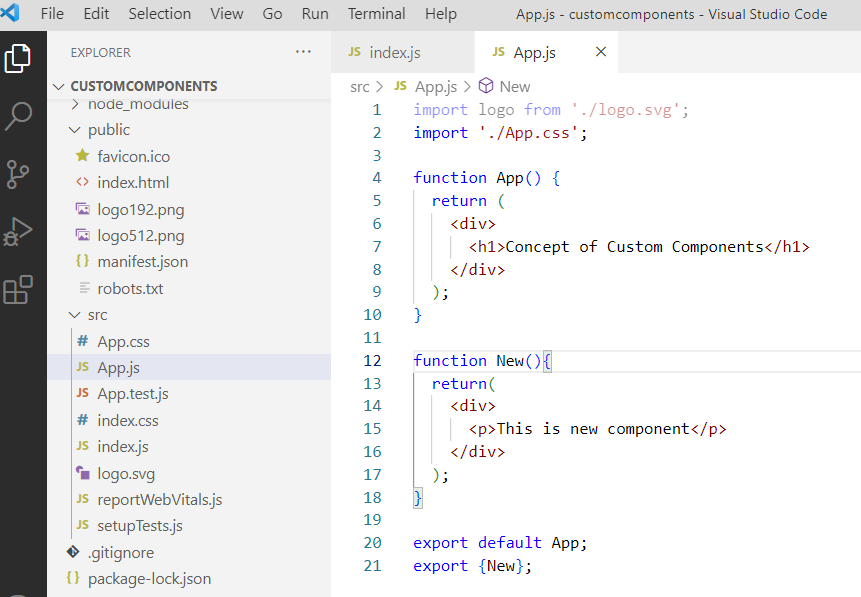 File Edit Selection View Go Run Terminal Help App.js - customcomponents - Visual Studio Code
EXPLORER ···
CUSTOMCOMPONENTS
node_modules
public
favicon.ico
<> index.html
logo192.png
logo512.png
{} manifest.json
robots.txt
src
# App.css
JS App.js
JS App.test.js
# index.css
JS index.js
logo.svg
JS reportWebVitals.js
JS setupTests.js
.gitignore
{} package-lock.json
JS index.js JS App.js ×
src > JS App.js > New
1 import logo from './logo.svg';
2 import './App.css';
3
4 function App() {
5 return (
6 <div>
7 <h1>Concept of Custom Components</h1>
8 </div>
9 );
10 }
11
12 function New(){
13 return(
14 <div>
15 <p>This is new component</p>
16 </div>
17 );
18 }
19
20 export default App;
21 export {New};